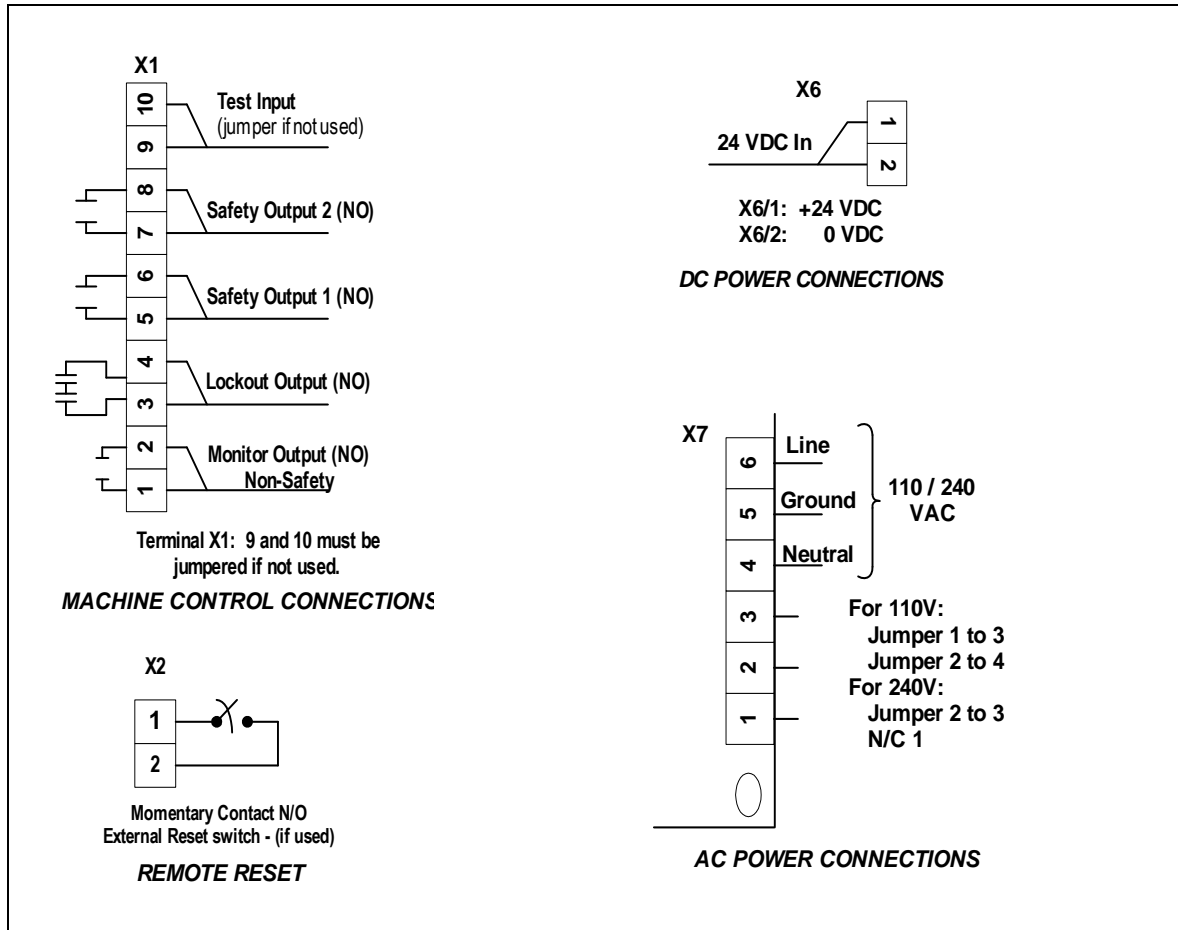 X1
10
Test Input
(jumper if not used)
9
8
Safety Output 2 (NO)
7
6
Safety Output 1 (NO)
5
4
Lockout Output (NO)
3
2
Monitor Output (NO)
Non-Safety
1
Terminal X1: 9 and 10 must be
jumpered if not used.
MACHINE CONTROL CONNECTIONS
X2
1
2
Momentary Contact N/O
External Reset switch - (if used)
REMOTE RESET
X6
1
24 VDC In
2
X6/1: +24 VDC
X6/2: 0 VDC
DC POWER CONNECTIONS
X7
6
Line
5
Ground
4
Neutral
110 / 240
VAC
3
2
1
For 110V:
Jumper 1 to 3
Jumper 2 to 4
For 240V:
Jumper 2 to 3
N/C 1
AC POWER CONNECTIONS